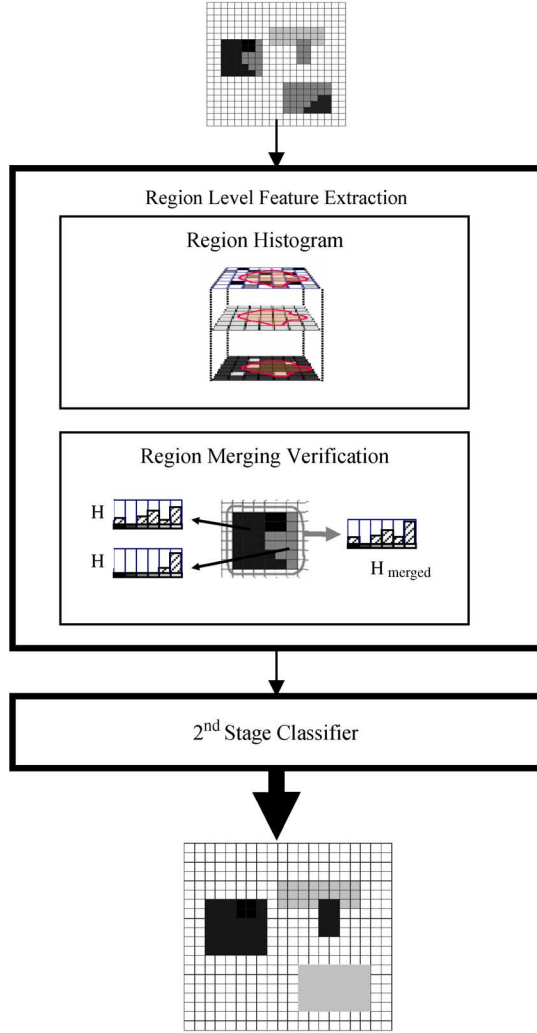 Region Level Feature Extraction
Region Histogram
Region Merging Verification
H
H
H merged
2nd Stage Classifier